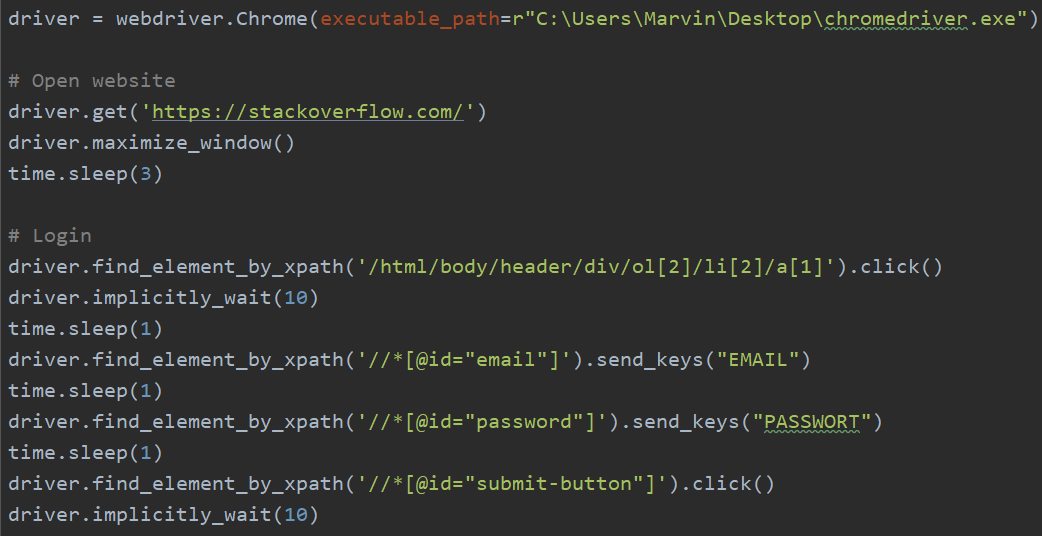 driver = webdriver.Chrome(executable_path=r"C:\Users\Marvin\Desktop\chromedriver.exe")
# Open website
driver.get('https://stackoverflow.com/')
driver.maximize_window()
time.sleep(3)
# Login
driver.find_element_by_xpath('/html/body/header/div/ol[2]/li[2]/a[1]').click()
driver.implicitly_wait(10)
time.sleep(1)
driver.find_element_by_xpath('//*[@id="email"]').send_keys("EMAIL")
time.sleep(1)
driver.find_element_by_xpath('//*[@id="password"]').send_keys("PASSWORT")
time.sleep(1)
driver.find_element_by_xpath('//*[@id="submit-button"]').click()
driver.implicitly_wait(10)